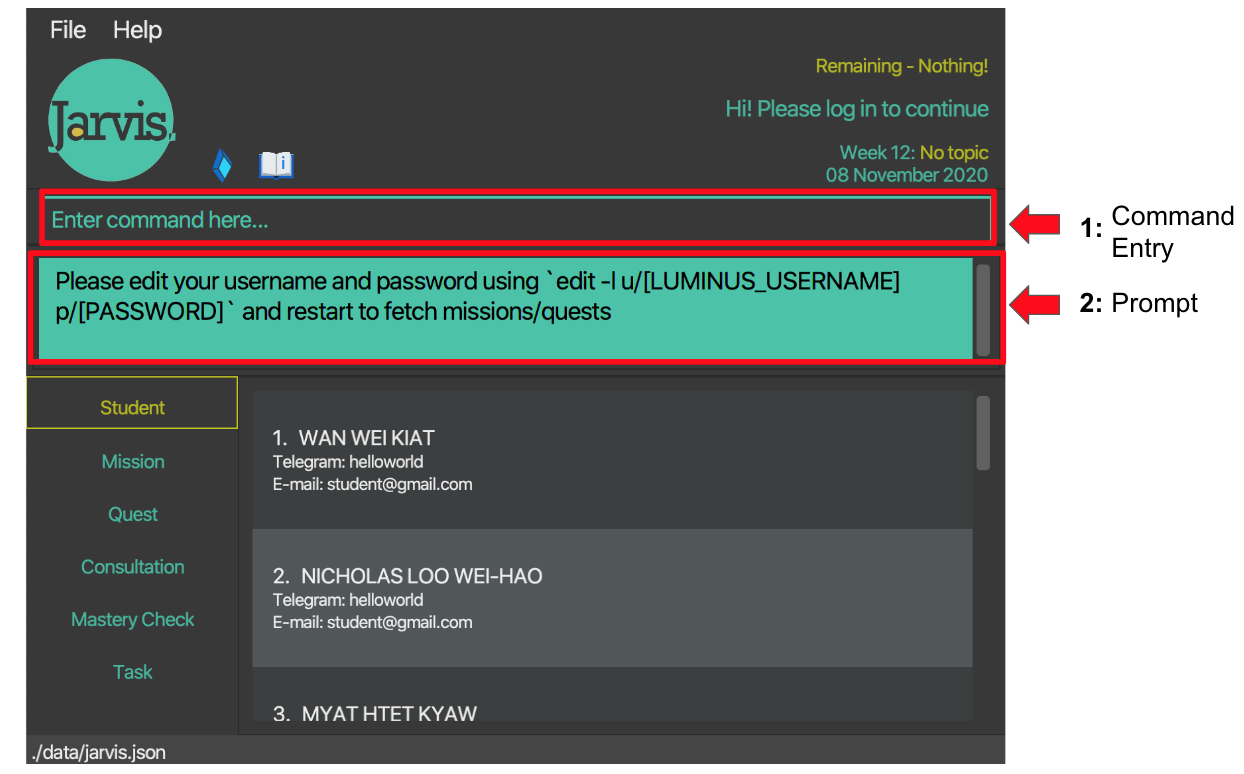 File Help
Remaining - Nothing!
Jarvis.
Hi! Please log in to continue
Week 12: No topic
08 November 2020
Enter command here...
1: Command
Entry
Please edit your username and password using `edit -l u/[LUMINUS_USERNAME]
p/[PASSWORD]` and restart to fetch missions/quests
2: Prompt
Student
Mission
Quest
Consultation
Mastery Check
Task
1. WAN WEI KIAT
Telegram: helloworld
E-mail: student@gmail.com
2. NICHOLAS LOO WEI-HAO
Telegram: helloworld
E-mail: student@gmail.com
3. MYAT HTET KYAW
./data/jarvis.json